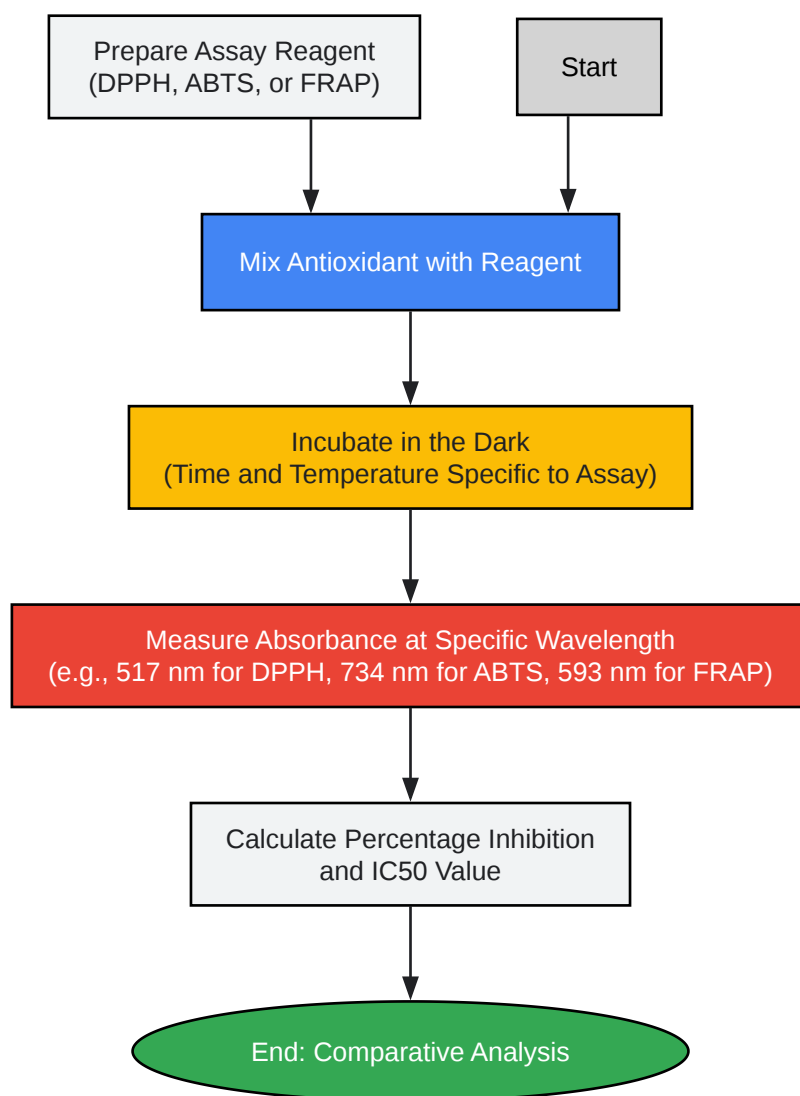 Prepare Assay Reagent
(DPPH, ABTS, or FRAP)
Start
Mix Antioxidant with Reagent
Incubate in the Dark
(Time and Temperature Specific to Assay)
Measure Absorbance at Specific Wavelength
(e.g., 517 nm for DPPH, 734 nm for ABTS, 593 nm for FRAP)
Calculate Percentage Inhibition
and IC50 Value
End: Comparative Analysis